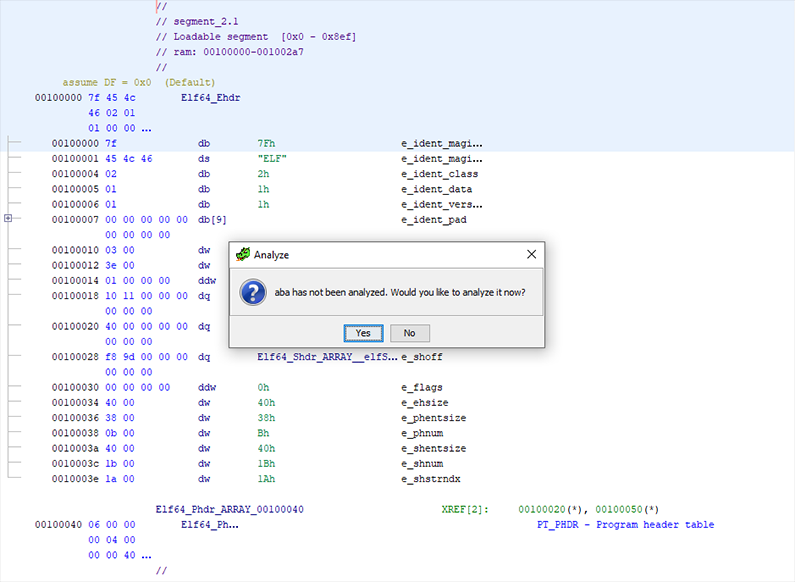 //
// segment_2.1
// Loadable segment  [0x0 - 0x8ef]
// ram: 00100000-001002a7
//
assume DF = 0x0  (Default)
00100000 7f 45 4c Elf64_Ehdr
46 02 01
01 00 00 ...
00100000 7f db 7Fh e_ident_magi...
00100001 45 4c 46 ds "ELF" e_ident_magi...
00100004 02 db 2h e_ident_class
00100005 01 db 1h e_ident_data
00100006 01 db 1h e_ident_vers...
00100007 00 00 00 00 00 db[9] e_ident_pad
00 00 00 00
00100010 03 00 dw
00100012 3e 00 dw
00100014 01 00 00 00 ddw
00100018 10 11 00 00 00 dq
00 00 00
00100020 40 00 00 00 00 dq
00 00 00
00100028 f8 9d 00 00 00 dq Elf64_Shdr_ARRAY__elfS... e_shoff
00 00 00
00100030 00 00 00 00 ddw 0h e_flags
00100034 40 00 dw 40h e_ehsize
00100036 38 00 dw 38h e_phentsize
00100038 0b 00 dw Bh e_phnum
0010003a 40 00 dw 40h e_shentsize
0010003c 1b 00 dw 1Bh e_shnum
0010003e 1a 00 dw 1Ah e_shstrndx
Elf64_Phdr_ARRAY_00100040 XREF[2]: 00100020(*), 00100050(*)
00100040 06 00 00 Elf64_Ph... PT_PHDR - Program header table
00 04 00
00 00 40 ...
//
Analyze
aba has not been analyzed. Would you like to analyze it now?
Yes No